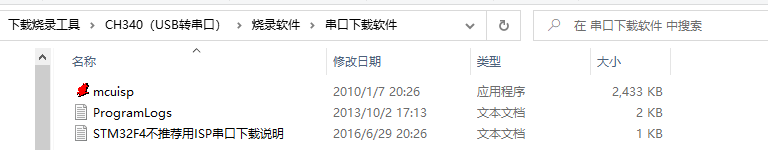 下载烧录工具 > CH340（USB转串口） > 烧录软件 > 串口下载软件 在 串口下载软件 中搜索
名称 修改日期 类型 大小
mcuisp 2010/1/7 20:26 应用程序 2,433 KB
ProgramLogs 2013/10/2 17:13 文本文档 2 KB
STM32F4不推荐用ISP串口下载说明 2016/6/29 20:26 文本文档 1 KB